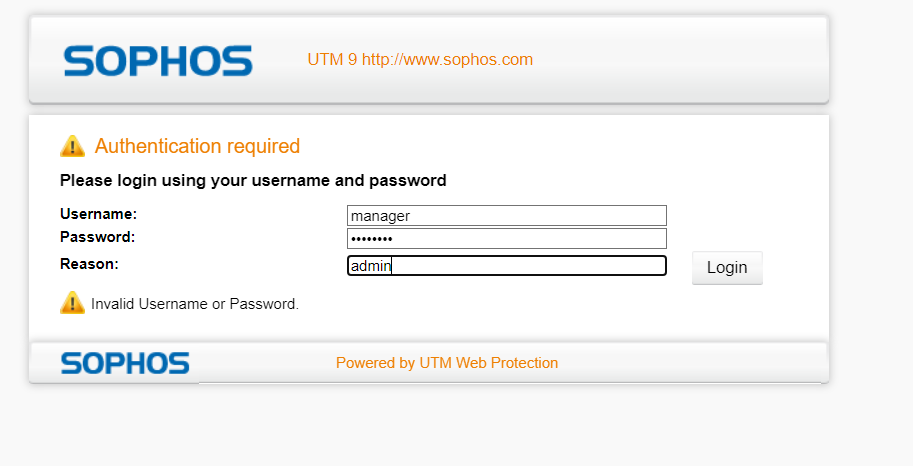 SOPHOS UTM 9 http://www.sophos.com
Authentication required
Please login using your username and password
Username: manager
Password: ••••••••
Reason: admin Login
Invalid Username or Password.
SOPHOS Powered by UTM Web Protection